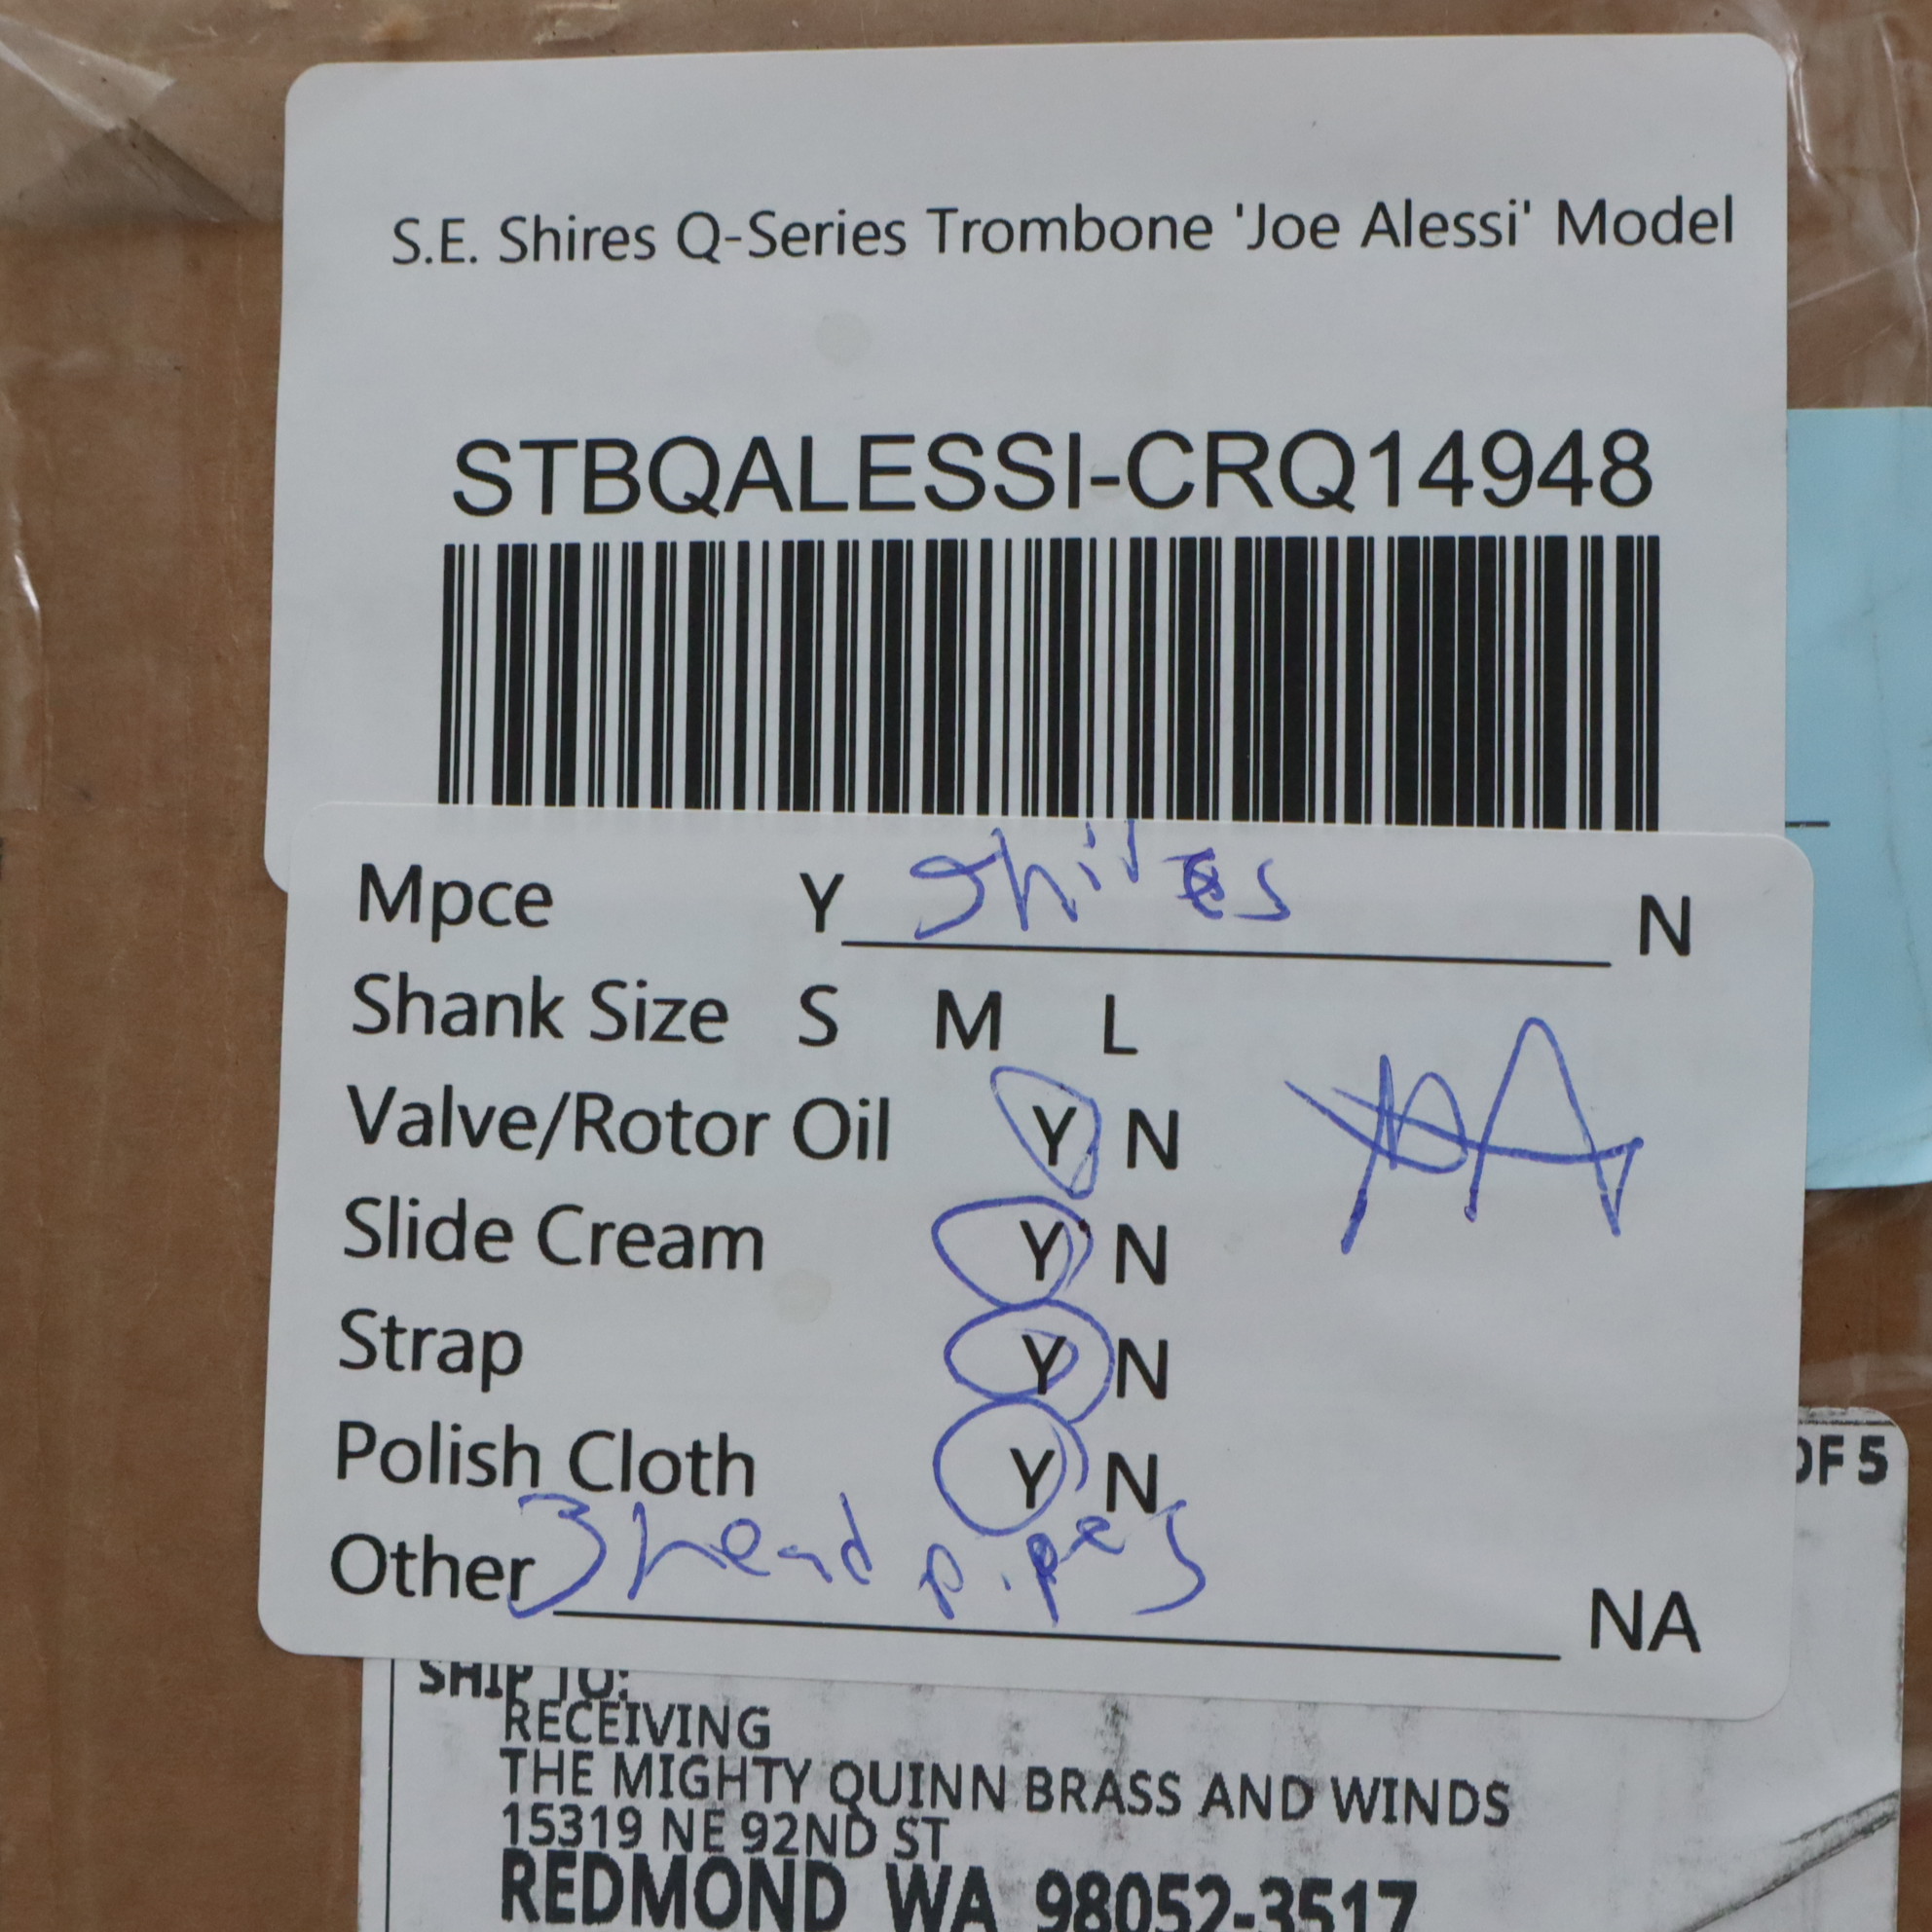 S.E. Shires Q-Series Trombone 'Joe Alessi' Model
STBQALESSI-CRQ14948
Mpce Y Shires N
Shank Size S M L
Valve/Rotor Oil Y N
Slide Cream Y N
Strap Y N
Polish Cloth Y N
Other 3 head pipes NA
OF 5
SHIP TO:
RECEIVING
THE MIGHTY QUINN BRASS AND WINDS
15319 NE 92ND ST
REDMOND WA 98052-3517